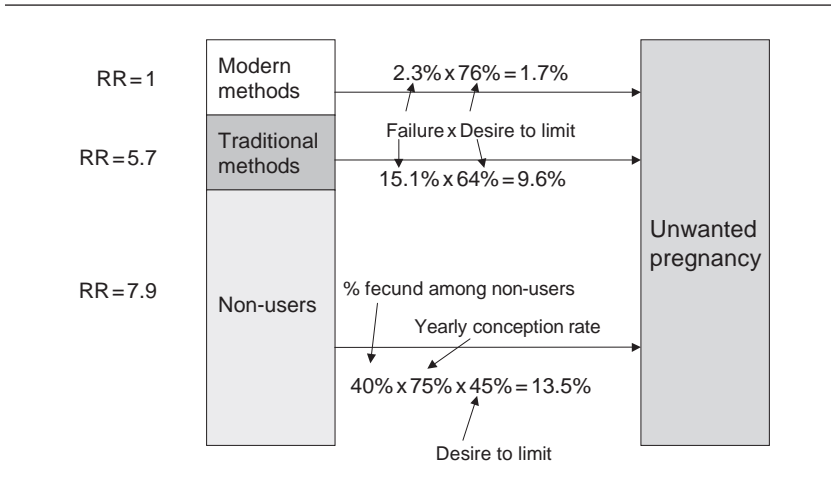 RR=1
Modern
methods
2.3% x 76% = 1.7%
Failure x Desire to limit
RR=5.7
Traditional
methods
15.1% x 64% = 9.6%
Unwanted
pregnancy
RR=7.9
Non-users
% fecund among non-users
Yearly conception rate
40% x 75% x 45% = 13.5%
Desire to limit